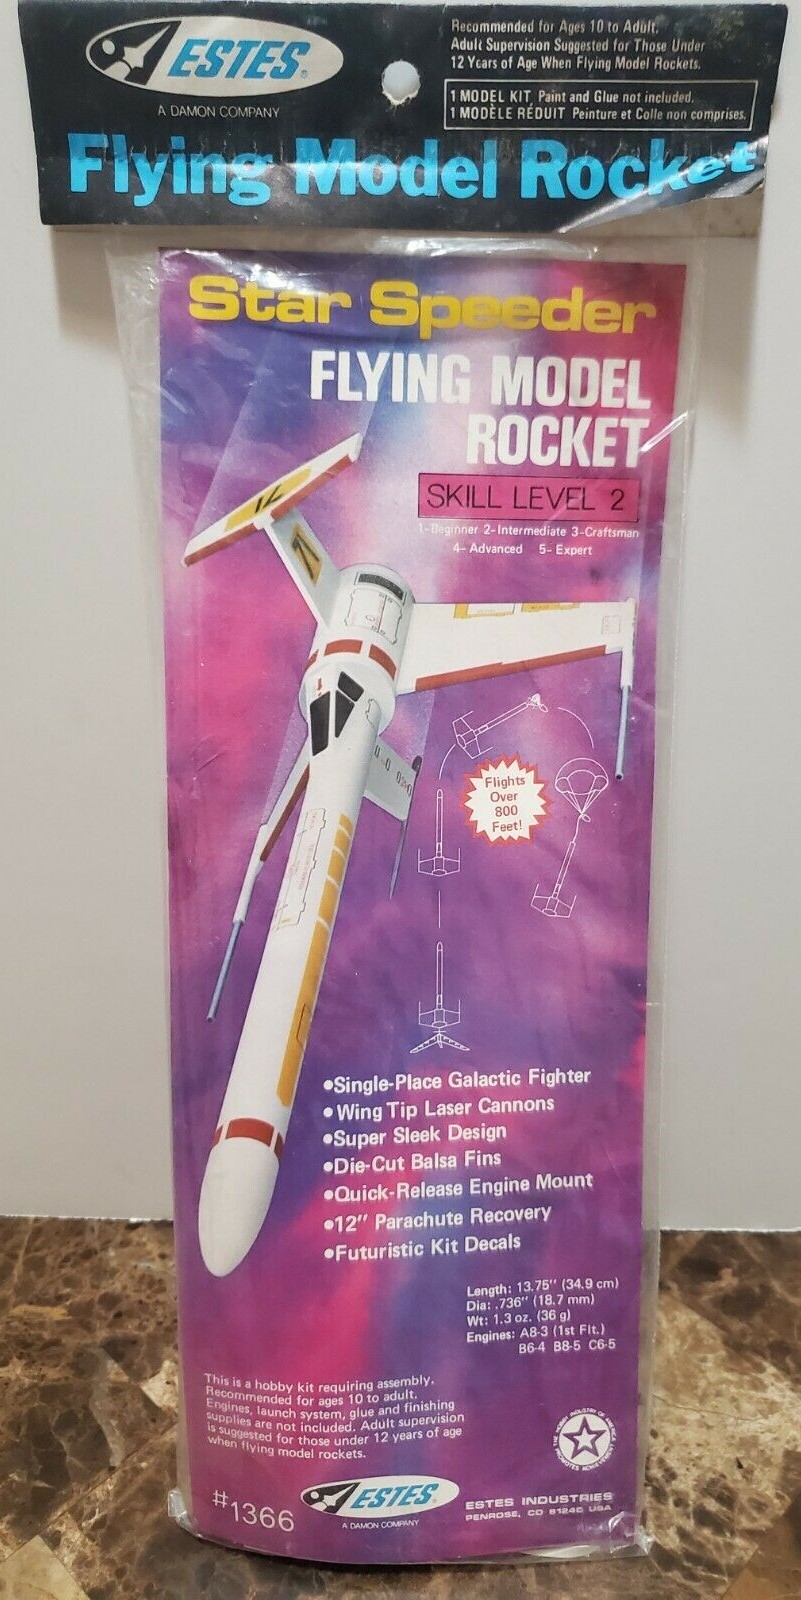 ESTES®
A DAMON COMPANY
Recommended for Ages 10 to Adult.
Adult Supervision Suggested for Those Under
12 Years of Age When Flying Model Rockets.
1 MODEL KIT Paint and Glue not included.
1 MODÈLE RÉDUIT Peinture et Colle non comprises.
Flying Model Rocket
Star Speeder
FLYING MODEL
ROCKET
SKILL LEVEL 2
1-Beginner 2-Intermediate 3-Craftsman
4- Advanced 5- Expert
Flights
Over
800
Feet!
•Single-Place Galactic Fighter
•Wing Tip Laser Cannons
•Super Sleek Design
•Die-Cut Balsa Fins
•Quick-Release Engine Mount
•12" Parachute Recovery
•Futuristic Kit Decals
Length: 13.75" (34.9 cm)
Dia: .736" (18.7 mm)
Wt: 1.3 oz. (36 g)
Engines: A8-3 (1st Flt.)
B6-4 B8-5 C6-5
This is a hobby kit requiring assembly.
Recommended for ages 10 to adult.
Engines, launch system, glue and finishing
supplies are not included. Adult supervision
is suggested for those under 12 years of age
when flying model rockets.
THE HOBBY INDUSTRY OF AMERICA
PROMOTES ACHIEVEMENT
#1366
ESTES®
A DAMON COMPANY
ESTES INDUSTRIES
PENROSE, CO 81240 USA